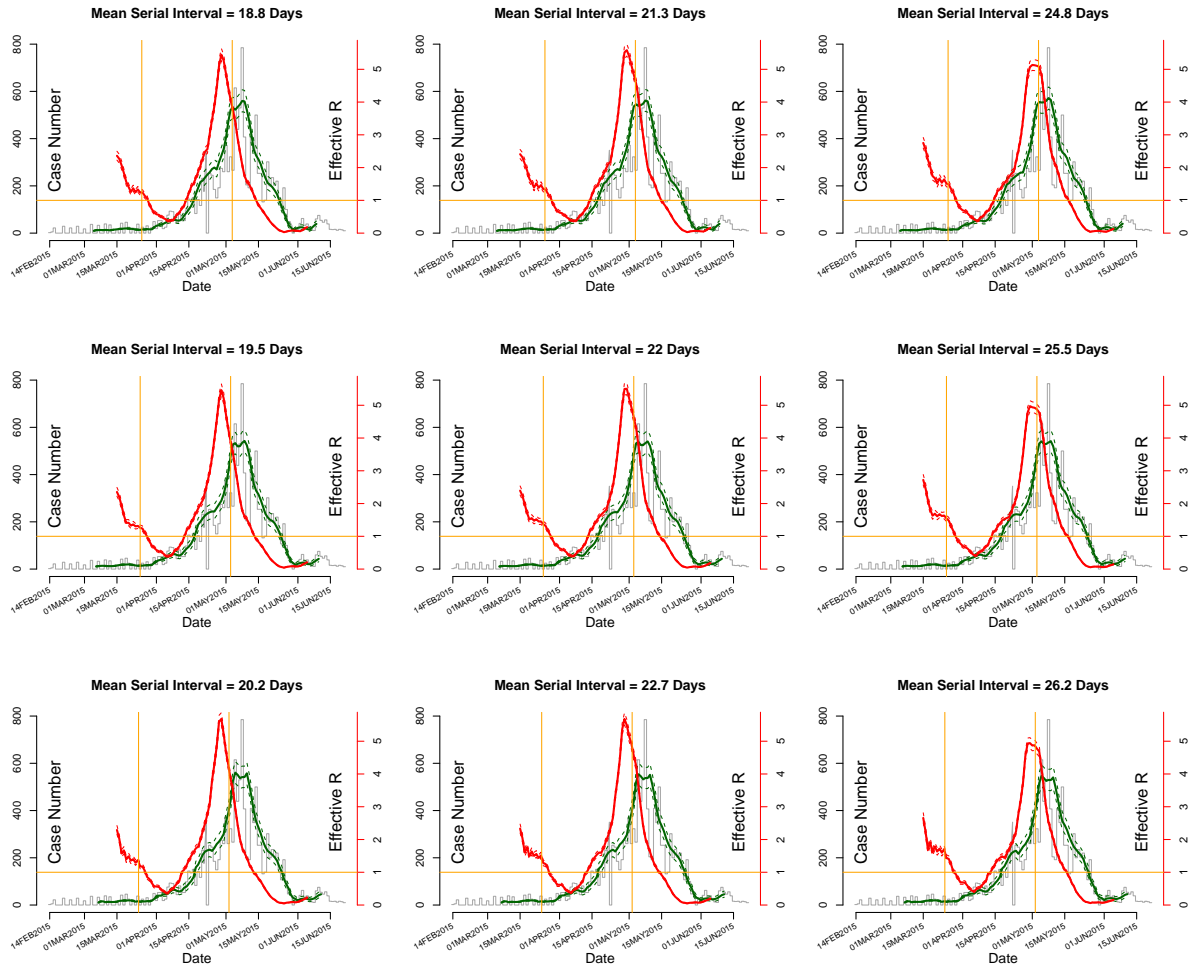 Mean Serial Interval = 18.8 Days
800
600
400
200
0
Case Number
Effective R
5
4
3
2
1
0
14FEB2015
01MAR2015
15MAR2015
01APR2015
15APR2015
01MAY2015
15MAY2015
01JUN2015
15JUN2015
Date
Mean Serial Interval = 21.3 Days
800
600
400
200
0
Case Number
Effective R
5
4
3
2
1
0
14FEB2015
01MAR2015
15MAR2015
01APR2015
15APR2015
01MAY2015
15MAY2015
01JUN2015
15JUN2015
Date
Mean Serial Interval = 24.8 Days
800
600
400
200
0
Case Number
Effective R
5
4
3
2
1
0
14FEB2015
01MAR2015
15MAR2015
01APR2015
15APR2015
01MAY2015
15MAY2015
01JUN2015
15JUN2015
Date
Mean Serial Interval = 19.5 Days
800
600
400
200
0
Case Number
Effective R
5
4
3
2
1
0
14FEB2015
01MAR2015
15MAR2015
01APR2015
15APR2015
01MAY2015
15MAY2015
01JUN2015
15JUN2015
Date
Mean Serial Interval = 22 Days
800
600
400
200
0
Case Number
Effective R
5
4
3
2
1
0
14FEB2015
01MAR2015
15MAR2015
01APR2015
15APR2015
01MAY2015
15MAY2015
01JUN2015
15JUN2015
Date
Mean Serial Interval = 25.5 Days
800
600
400
200
0
Case Number
Effective R
5
4
3
2
1
0
14FEB2015
01MAR2015
15MAR2015
01APR2015
15APR2015
01MAY2015
15MAY2015
01JUN2015
15JUN2015
Date
Mean Serial Interval = 20.2 Days
800
600
400
200
0
Case Number
Effective R
5
4
3
2
1
0
14FEB2015
01MAR2015
15MAR2015
01APR2015
15APR2015
01MAY2015
15MAY2015
01JUN2015
15JUN2015
Date
Mean Serial Interval = 22.7 Days
800
600
400
200
0
Case Number
Effective R
5
4
3
2
1
0
14FEB2015
01MAR2015
15MAR2015
01APR2015
15APR2015
01MAY2015
15MAY2015
01JUN2015
15JUN2015
Date
Mean Serial Interval = 26.2 Days
800
600
400
200
0
Case Number
Effective R
5
4
3
2
1
0
14FEB2015
01MAR2015
15MAR2015
01APR2015
15APR2015
01MAY2015
15MAY2015
01JUN2015
15JUN2015
Date